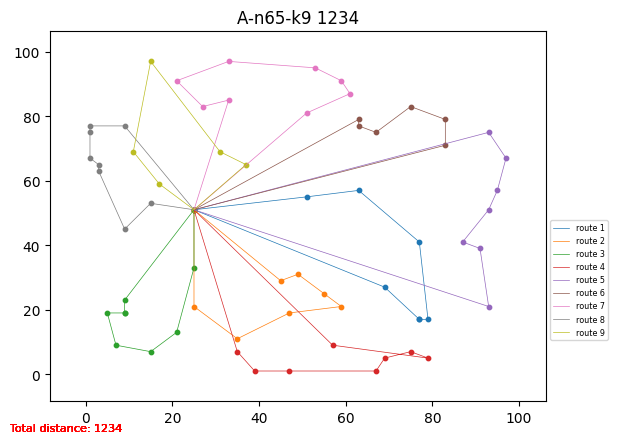 A-n65-k9 1234
100
80
60
40
20
0
0 20 40 60 80 100
route 1
route 2
route 3
route 4
route 5
route 6
route 7
route 8
route 9
Total distance: 1234